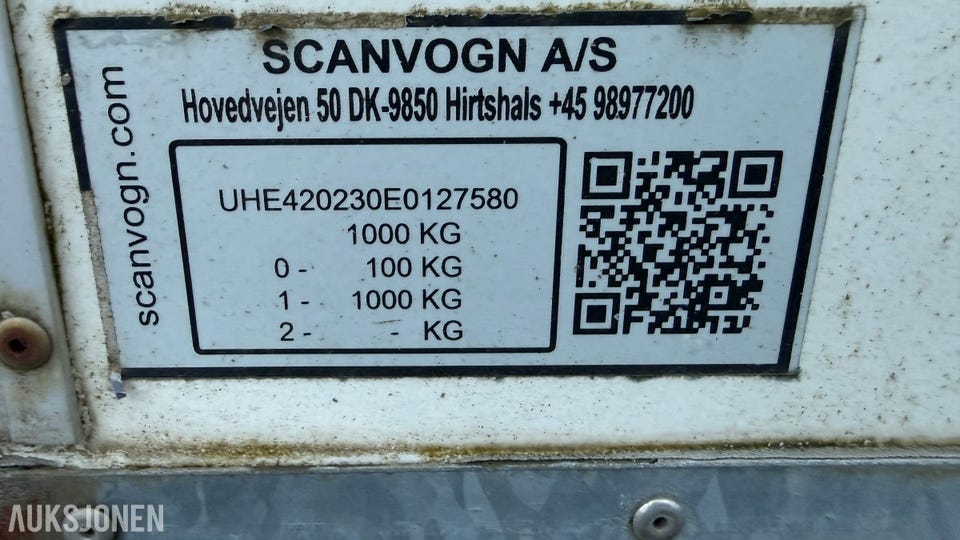 SCANVOGN A/S
Hovedvejen 50 DK-9850 Hirtshals +45 98977200
scanvogn.com
UHE420230E0127580
1000 KG
0 - 100 KG
1 - 1000 KG
2 - - KG
AUKSJONEN